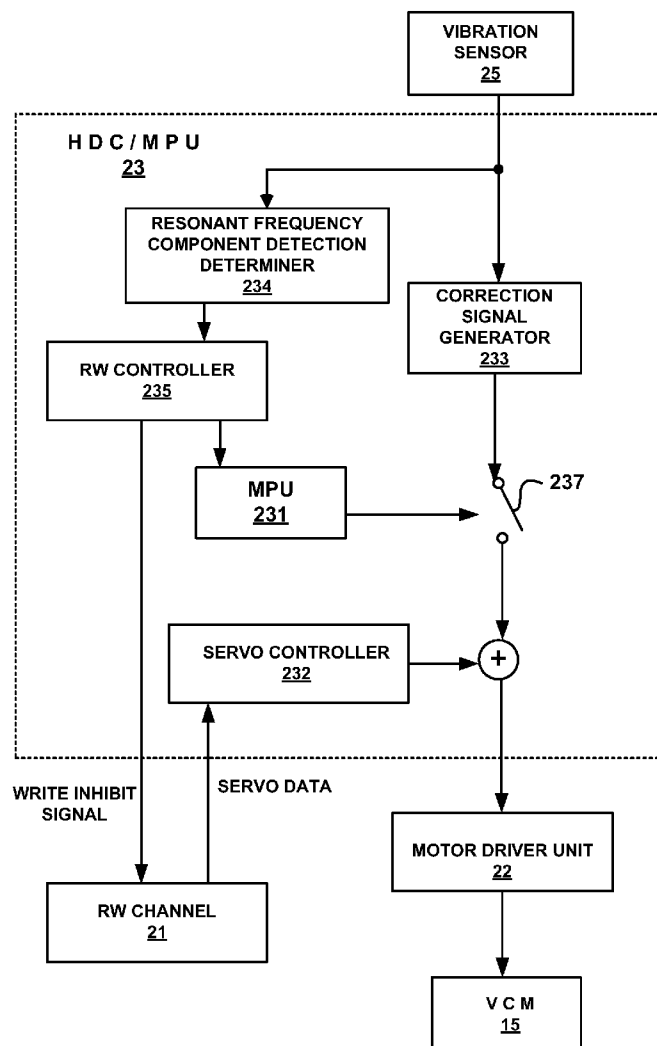 VIBRATION
SENSOR
25
H D C / M P U
23
RESONANT FREQUENCY
COMPONENT DETECTION
DETERMINER
234
CORRECTION
SIGNAL
GENERATOR
233
RW CONTROLLER
235
MPU
231
237
SERVO CONTROLLER
232
+
WRITE INHIBIT
SIGNAL
SERVO DATA
MOTOR DRIVER UNIT
22
RW CHANNEL
21
V C M
15